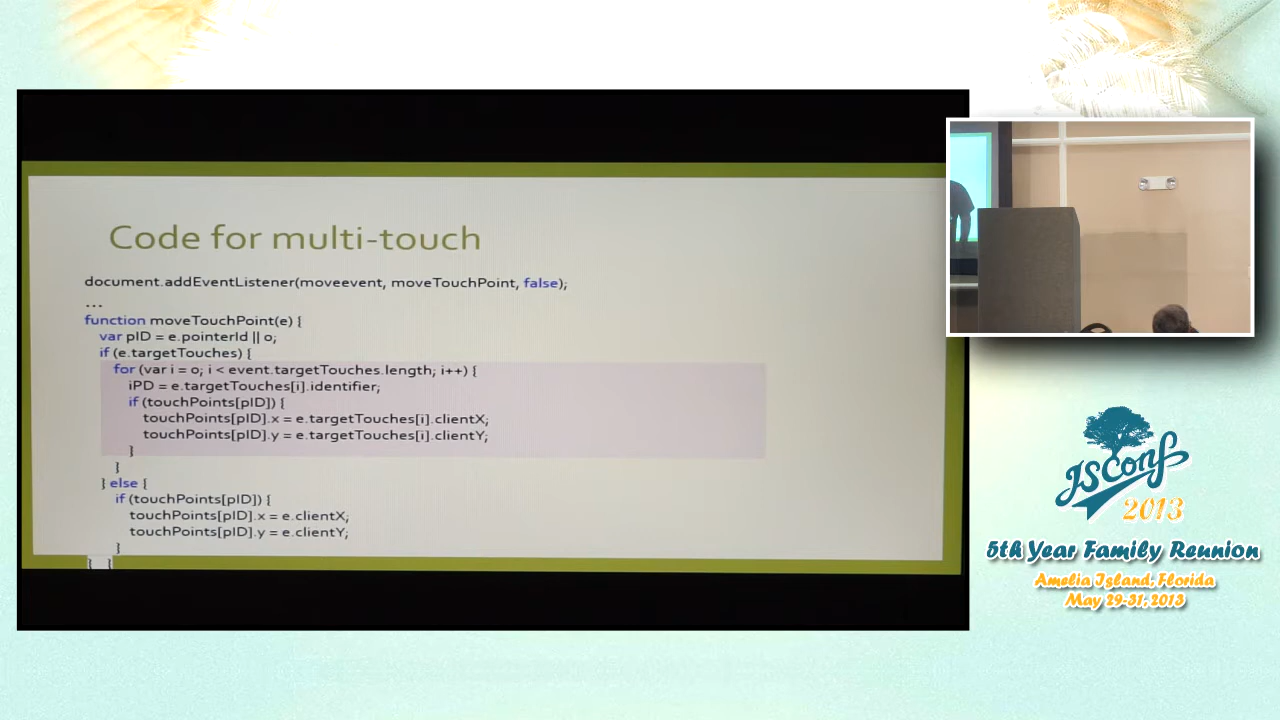 Code for multi-touch
document.addEventListener(moveevent, moveTouchPoint, false);
...
function moveTouchPoint(e) {
var pID = e.pointerId || 0;
if (e.targetTouches) {
for (var i = 0; i < event.targetTouches.length; i++) {
iPD = e.targetTouches[i].identifier;
if (touchPoints[pID]) {
touchPoints[pID].x = e.targetTouches[i].clientX;
touchPoints[pID].y = e.targetTouches[i].clientY;
}
}
} else {
if (touchPoints[pID]) {
touchPoints[pID].x = e.clientX;
touchPoints[pID].y = e.clientY;
}
} }
JSConf
2013
5th Year Family Reunion
Amelia Island, Florida
May 29-31, 2013